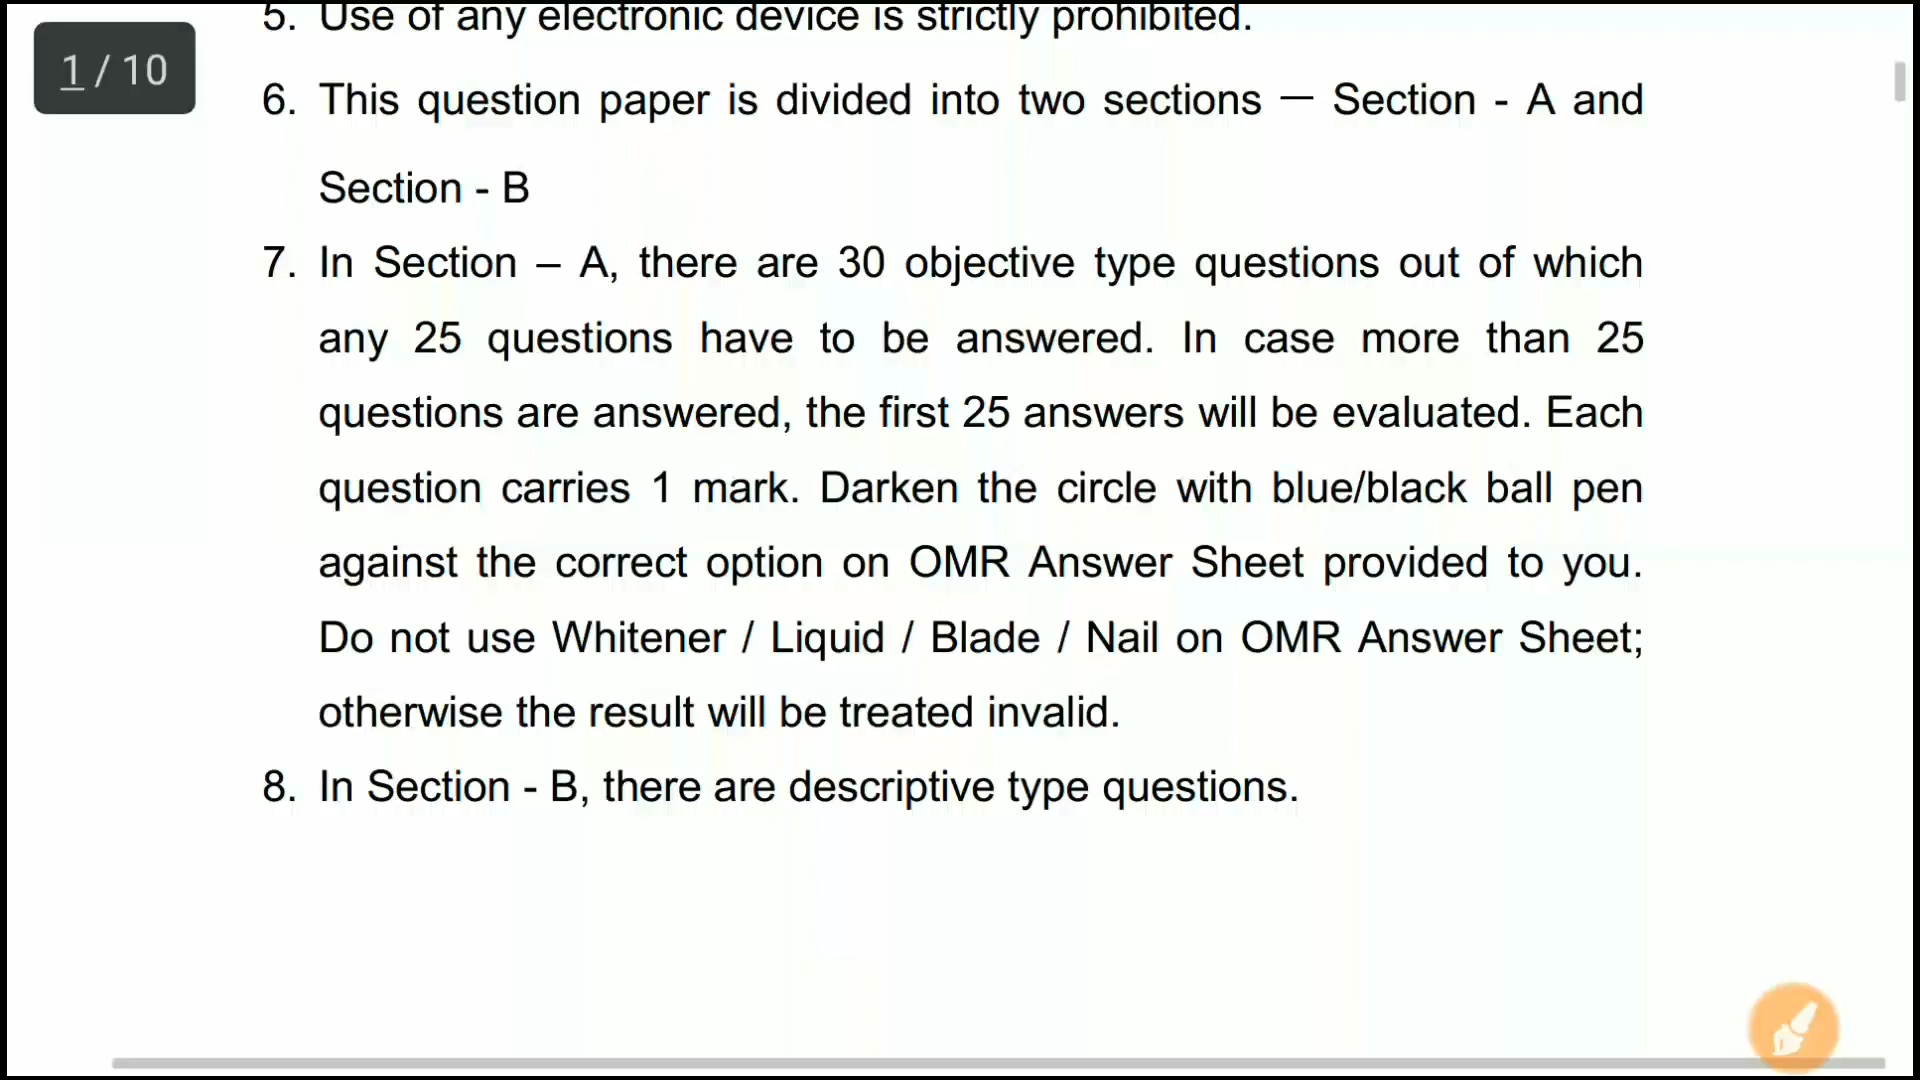 5. Use of any electronic device is strictly prohibited.
1 / 10
6. This question paper is divided into two sections — Section - A and
Section - B
7. In Section – A, there are 30 objective type questions out of which
any 25 questions have to be answered. In case more than 25
questions are answered, the first 25 answers will be evaluated. Each
question carries 1 mark. Darken the circle with blue/black ball pen
against the correct option on OMR Answer Sheet provided to you.
Do not use Whitener / Liquid / Blade / Nail on OMR Answer Sheet;
otherwise the result will be treated invalid.
8. In Section - B, there are descriptive type questions.